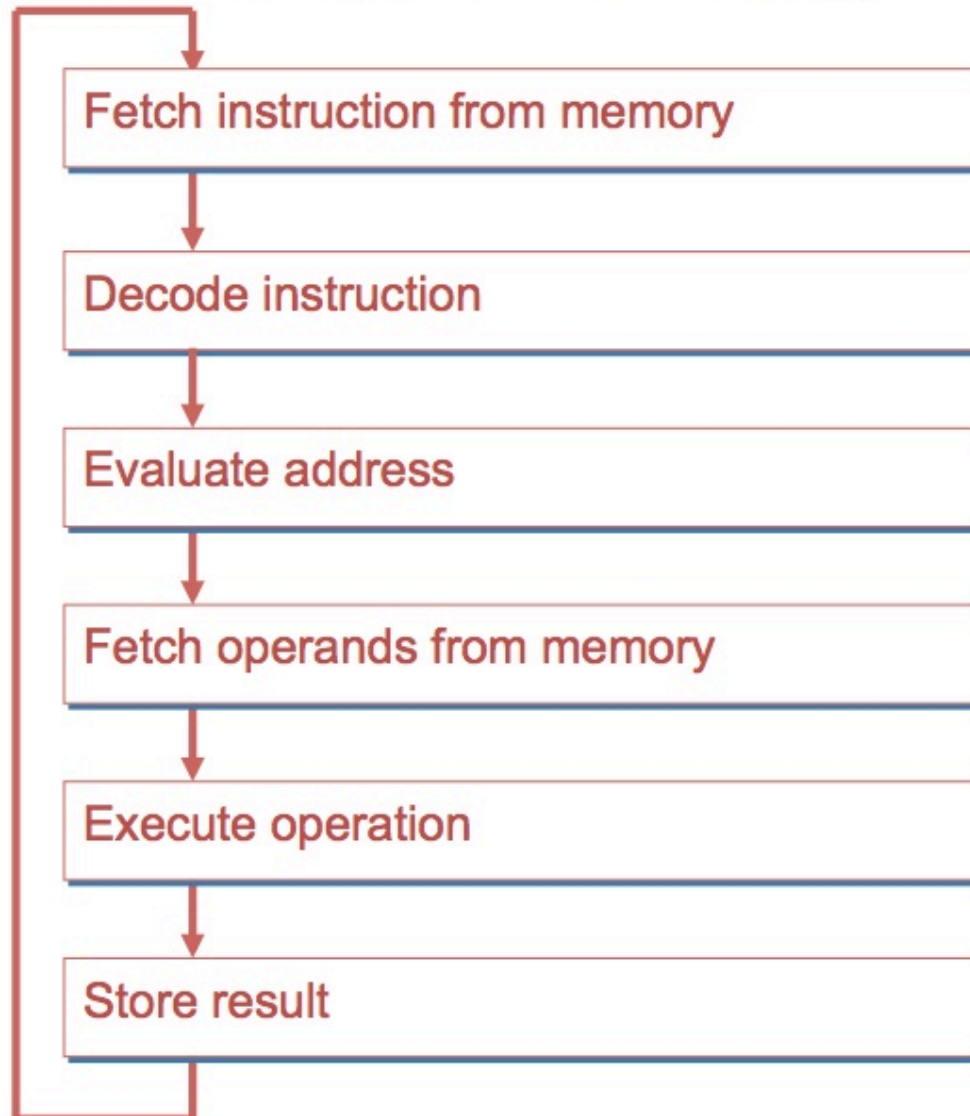 Fetch instruction from memory
Decode instruction
Evaluate address
Fetch operands from memory
Execute operation
Store result